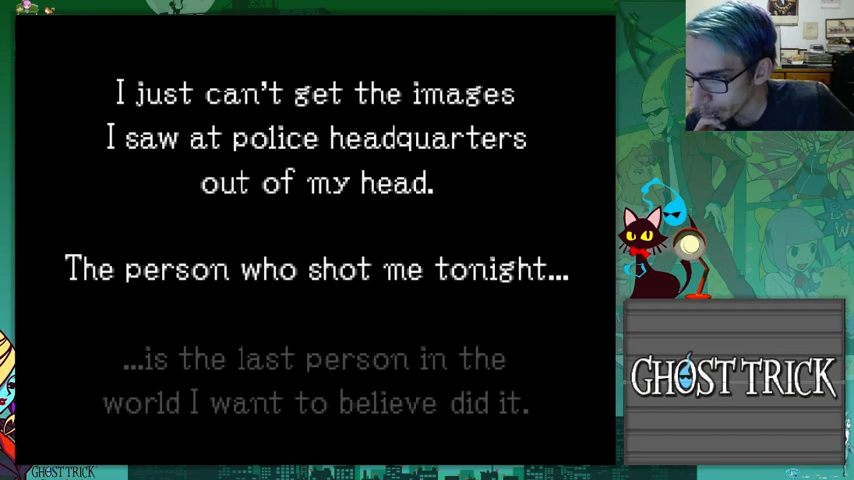 I just can't get the images
I saw at police headquarters
out of my head.
The person who shot me tonight...
...is the last person in the
world I want to believe did it.
GHOST TRICK
GHOST TRICK